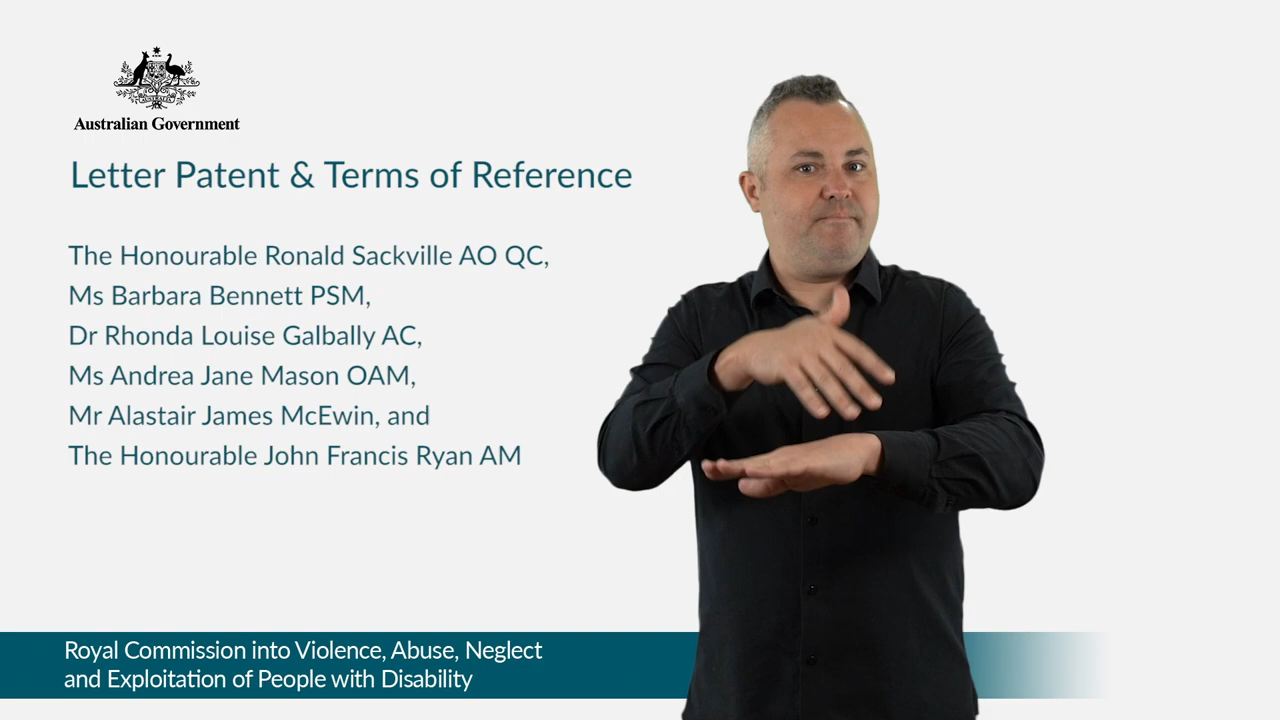 AUSTRALIA
Australian Government
Letter Patent & Terms of Reference
The Honourable Ronald Sackville AO QC,
Ms Barbara Bennett PSM,
Dr Rhonda Louise Galbally AC,
Ms Andrea Jane Mason OAM,
Mr Alastair James McEwin, and
The Honourable John Francis Ryan AM
Royal Commission into Violence, Abuse, Neglect
and Exploitation of People with Disability